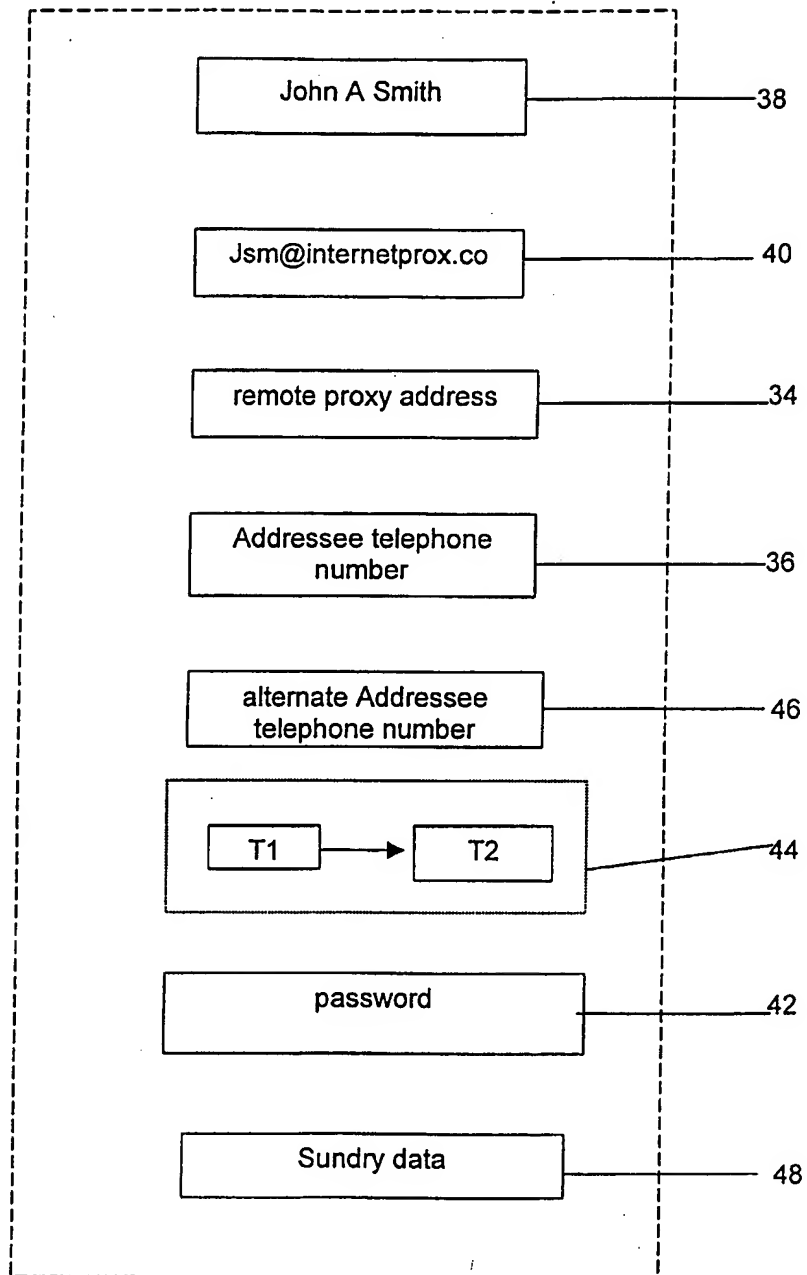 John A Smith
38
Jsm@internetprox.co
40
remote proxy address
34
Addressee telephone
number
36
alternate Addressee
telephone number
46
T1
T2
44
password
42
Sundry data
48